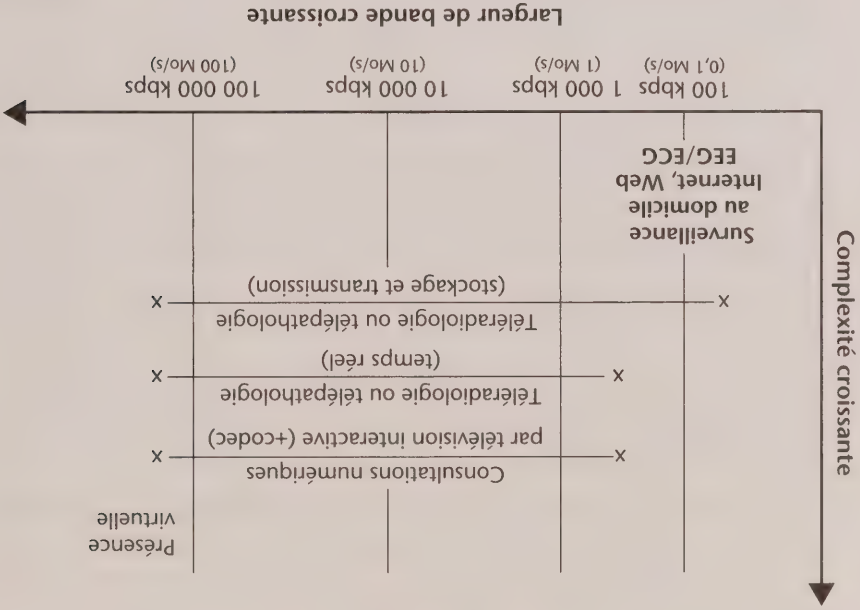 Complexité croissante
Présence
virtuelle
Consultations numériques
par télévision interactive (+codec)
Téléradiologie ou télépathologie
(temps réel)
Téléradiologie ou télépathologie
(stockage et transmission)
Surveillance
au domicile
Internet, Web
EEG/ECG
100 kbps
(0,1 Mo/s)
1 000 kbps
(1 Mo/s)
10 000 kbps
(10 Mo/s)
100 000 kbps
(100 Mo/s)
Largeur de bande croissante